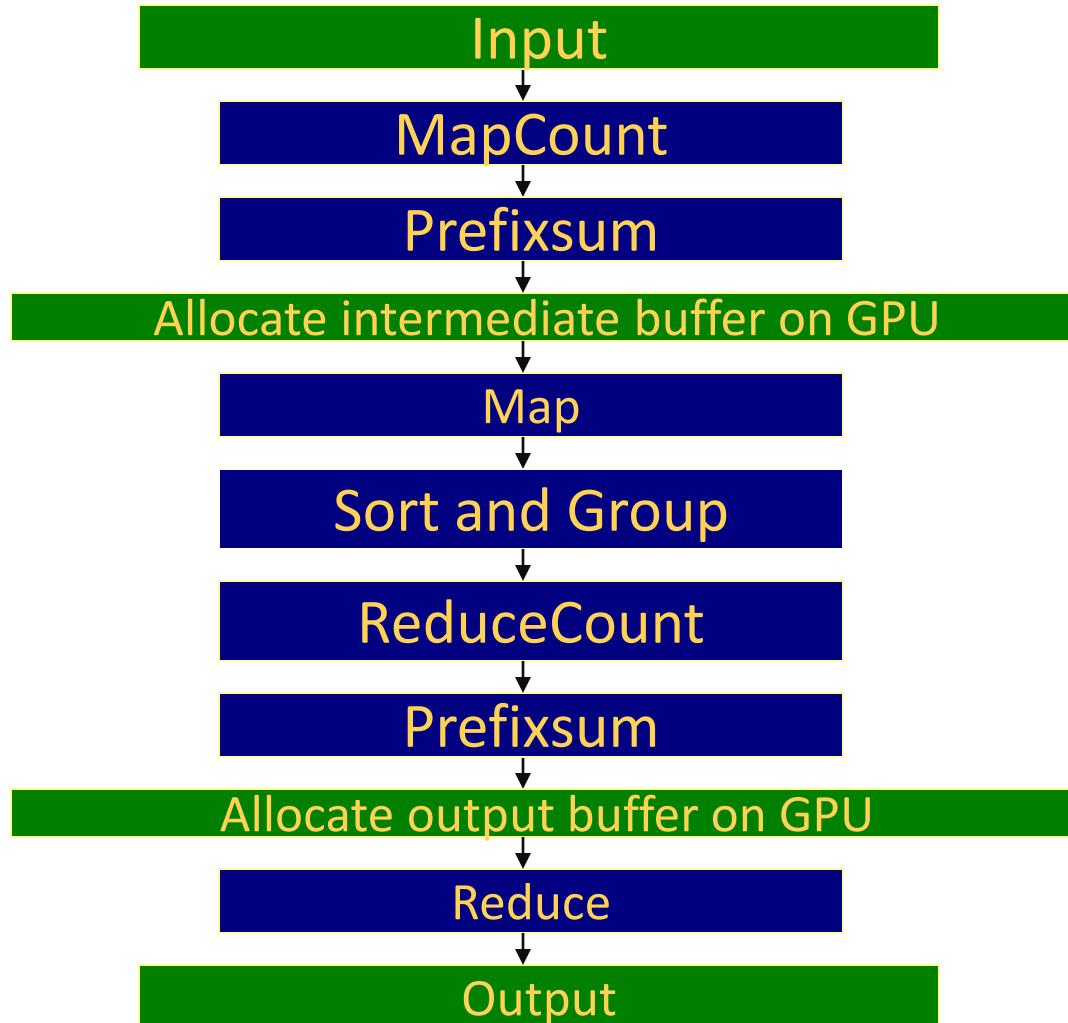 Input
MapCount
Prefixsum
Allocate intermediate buffer on GPU
Map
Sort and Group
ReduceCount
Prefixsum
Allocate output buffer on GPU
Reduce
Output